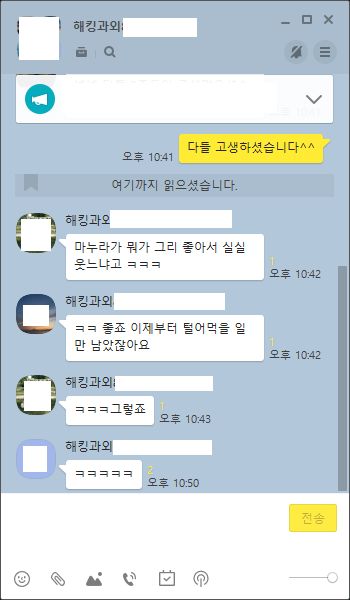 해킹과외
오후 10:41
다들 고생하셨습니다^^
여기까지 읽으셨습니다.
해킹과외
마누라가 뭐가 그리 좋아서 실실
웃느냐고 ㅋㅋㅋ
1
오후 10:42
해킹과외
ㅋㅋ 좋죠 이제부터 털어먹을 일
만 남았잖아요
1
오후 10:42
해킹과외
ㅋㅋㅋ그렇죠
1
오후 10:43
해킹과외
ㅋㅋㅋㅋㅋ
2
오후 10:50
전송